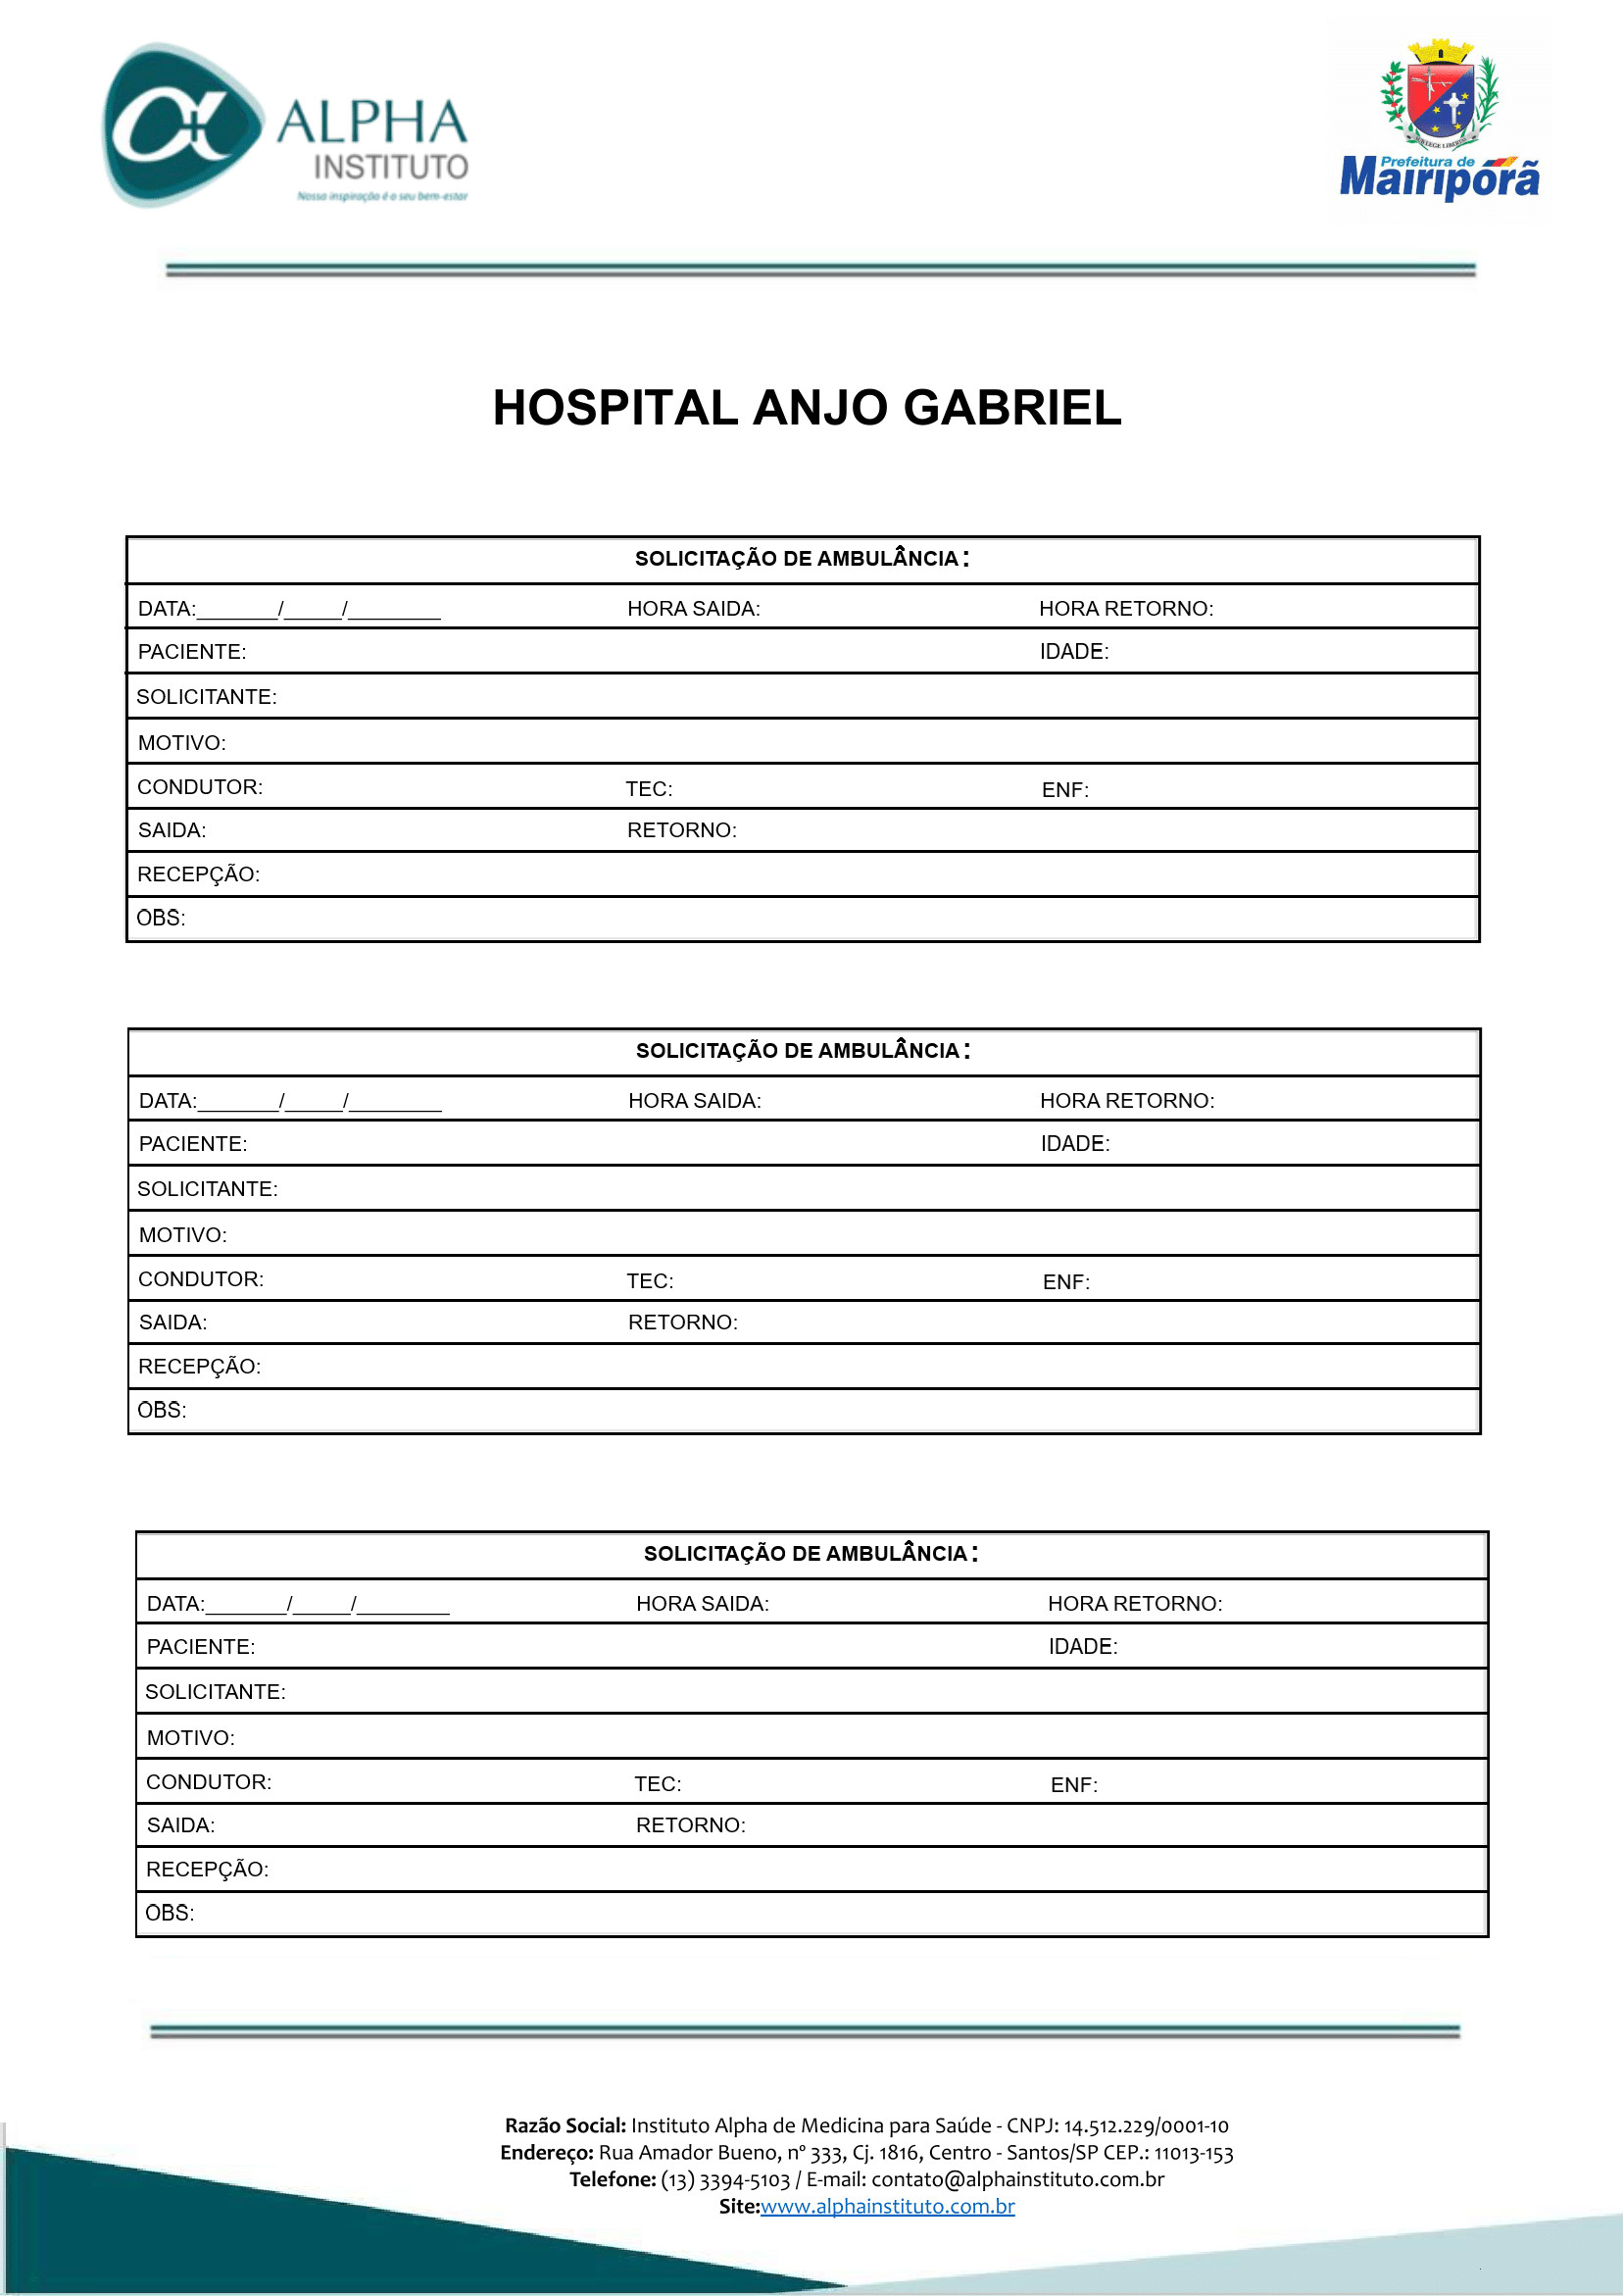 ALPHA
INSTITUTO
Nossa inspiração é o seu bem-estar
SUB LEGE LIBERTAS
Prefeitura de
Mairiporã
HOSPITAL ANJO GABRIEL
SOLICITAÇÃO DE AMBULÂNCIA:
DATA:_______/_____/________ HORA SAIDA: HORA RETORNO:
PACIENTE: IDADE:
SOLICITANTE:
MOTIVO:
CONDUTOR: TEC: ENF:
SAIDA: RETORNO:
RECEPÇÃO:
OBS:
SOLICITAÇÃO DE AMBULÂNCIA:
DATA:_______/_____/________ HORA SAIDA: HORA RETORNO:
PACIENTE: IDADE:
SOLICITANTE:
MOTIVO:
CONDUTOR: TEC: ENF:
SAIDA: RETORNO:
RECEPÇÃO:
OBS:
SOLICITAÇÃO DE AMBULÂNCIA:
DATA:_______/_____/________ HORA SAIDA: HORA RETORNO:
PACIENTE: IDADE:
SOLICITANTE:
MOTIVO:
CONDUTOR: TEC: ENF:
SAIDA: RETORNO:
RECEPÇÃO:
OBS:
Razão Social: Instituto Alpha de Medicina para Saúde - CNPJ: 14.512.229/0001-10
Endereço: Rua Amador Bueno, nº 333, Cj. 1816, Centro - Santos/SP CEP.: 11013-153
Telefone: (13) 3394-5103 / E-mail: contato@alphainstituto.com.br
Site:www.alphainstituto.com.br